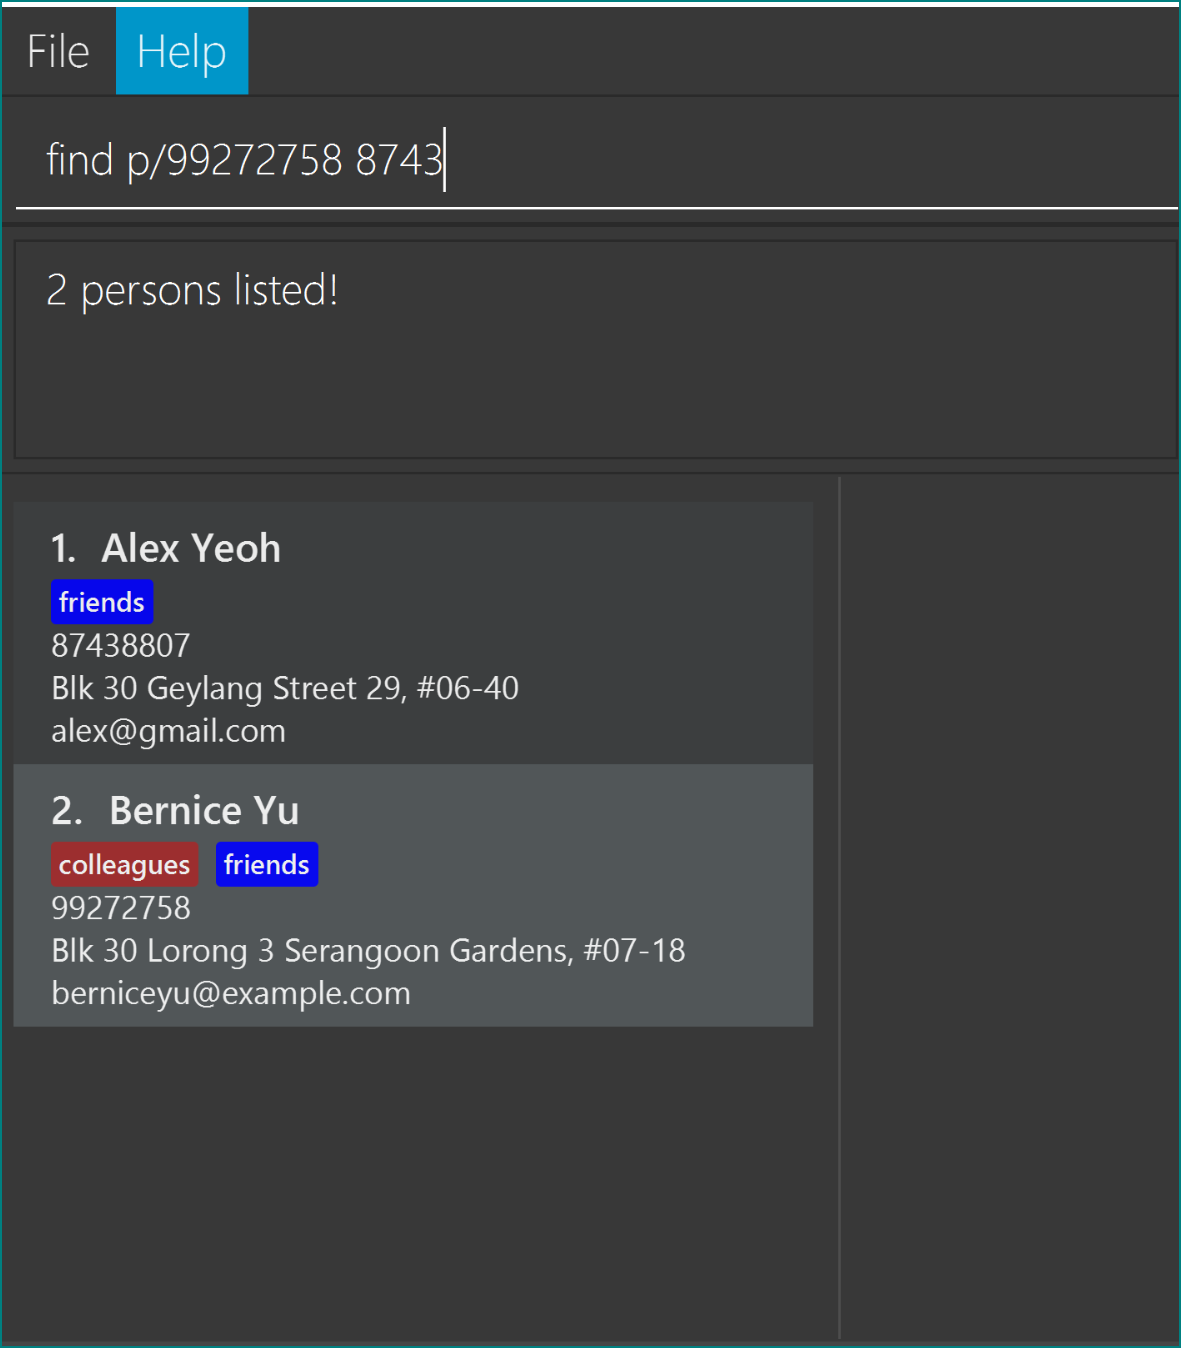 File Help
find p/99272758 8743
2 persons listed!
1. Alex Yeoh
friends
87438807
Blk 30 Geylang Street 29, #06-40
alex@gmail.com
2. Bernice Yu
colleagues friends
99272758
Blk 30 Lorong 3 Serangoon Gardens, #07-18
berniceyu@example.com